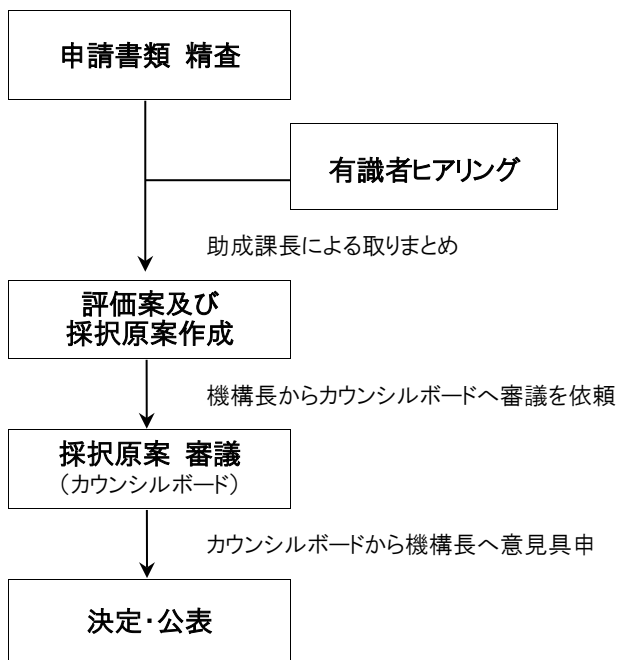 申請書類 精査
有識者ヒアリング
助成課長による取りまとめ
評価案及び
採択原案作成
機構長からカウンシルボードへ審議を依頼
採択原案 審議
（カウンシルボード）
カウンシルボードから機構長へ意見具申
決定・公表